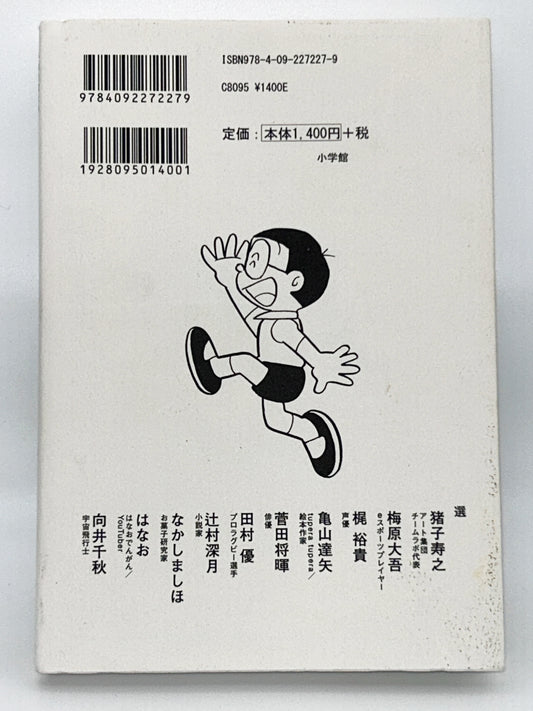 ISBN978-4-09-227227-9
9784092272279
C8095 ¥1400E
定価：本体1,400円＋税
1928095014001
小学館
選
猪子寿之
アート集団
チームラボ代表
梅原大吾
eスポーツプレイヤー
梶 裕貴
声優
亀山達矢
tupera tupera／
絵本作家
菅田将暉
俳優
田村 優
プロラグビー選手
辻村深月
小説家
なかしましほ
お菓子研究家
はなお
はなおでんがん／
YouTuber
向井千秋
宇宙飛行士